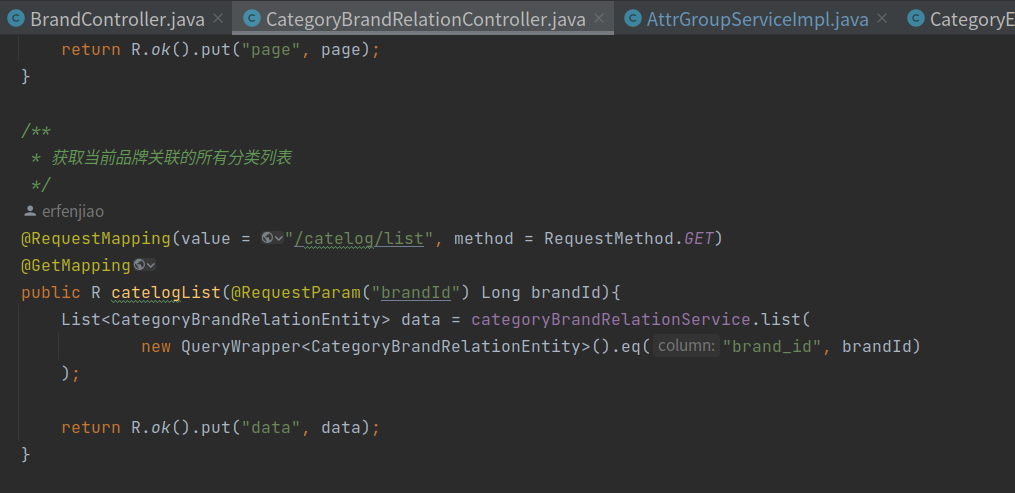 BrandController.java CategoryBrandRelationController.java AttrGroupServiceImpl.java CategoryE
return R.ok().put("page", page);
}
/**
* 获取当前品牌关联的所有分类列表
*/
erfenjiao
@RequestMapping(value = "/catelog/list", method = RequestMethod.GET)
@GetMapping
public R catelogList(@RequestParam("brandId") Long brandId){
List<CategoryBrandRelationEntity> data = categoryBrandRelationService.list(
new QueryWrapper<CategoryBrandRelationEntity>().eq( column: "brand_id", brandId)
);
return R.ok().put("data", data);
}